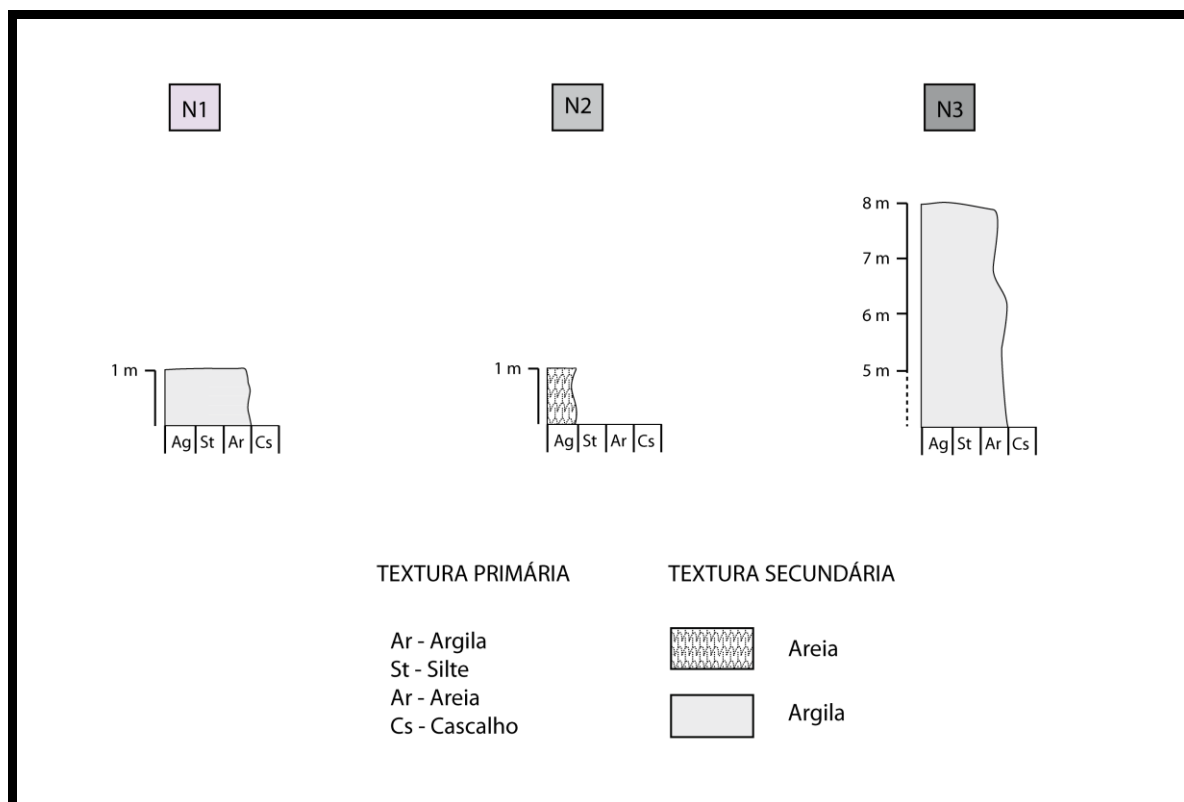 N1
N2
N3
8 m
7 m
6 m
5 m
1 m
Ag St Ar Cs
1 m
Ag St Ar Cs
Ag St Ar Cs
TEXTURA PRIMÁRIA
Ar - Argila
St - Silte
Ar - Areia
Cs - Cascalho
TEXTURA SECUNDÁRIA
Areia
Argila